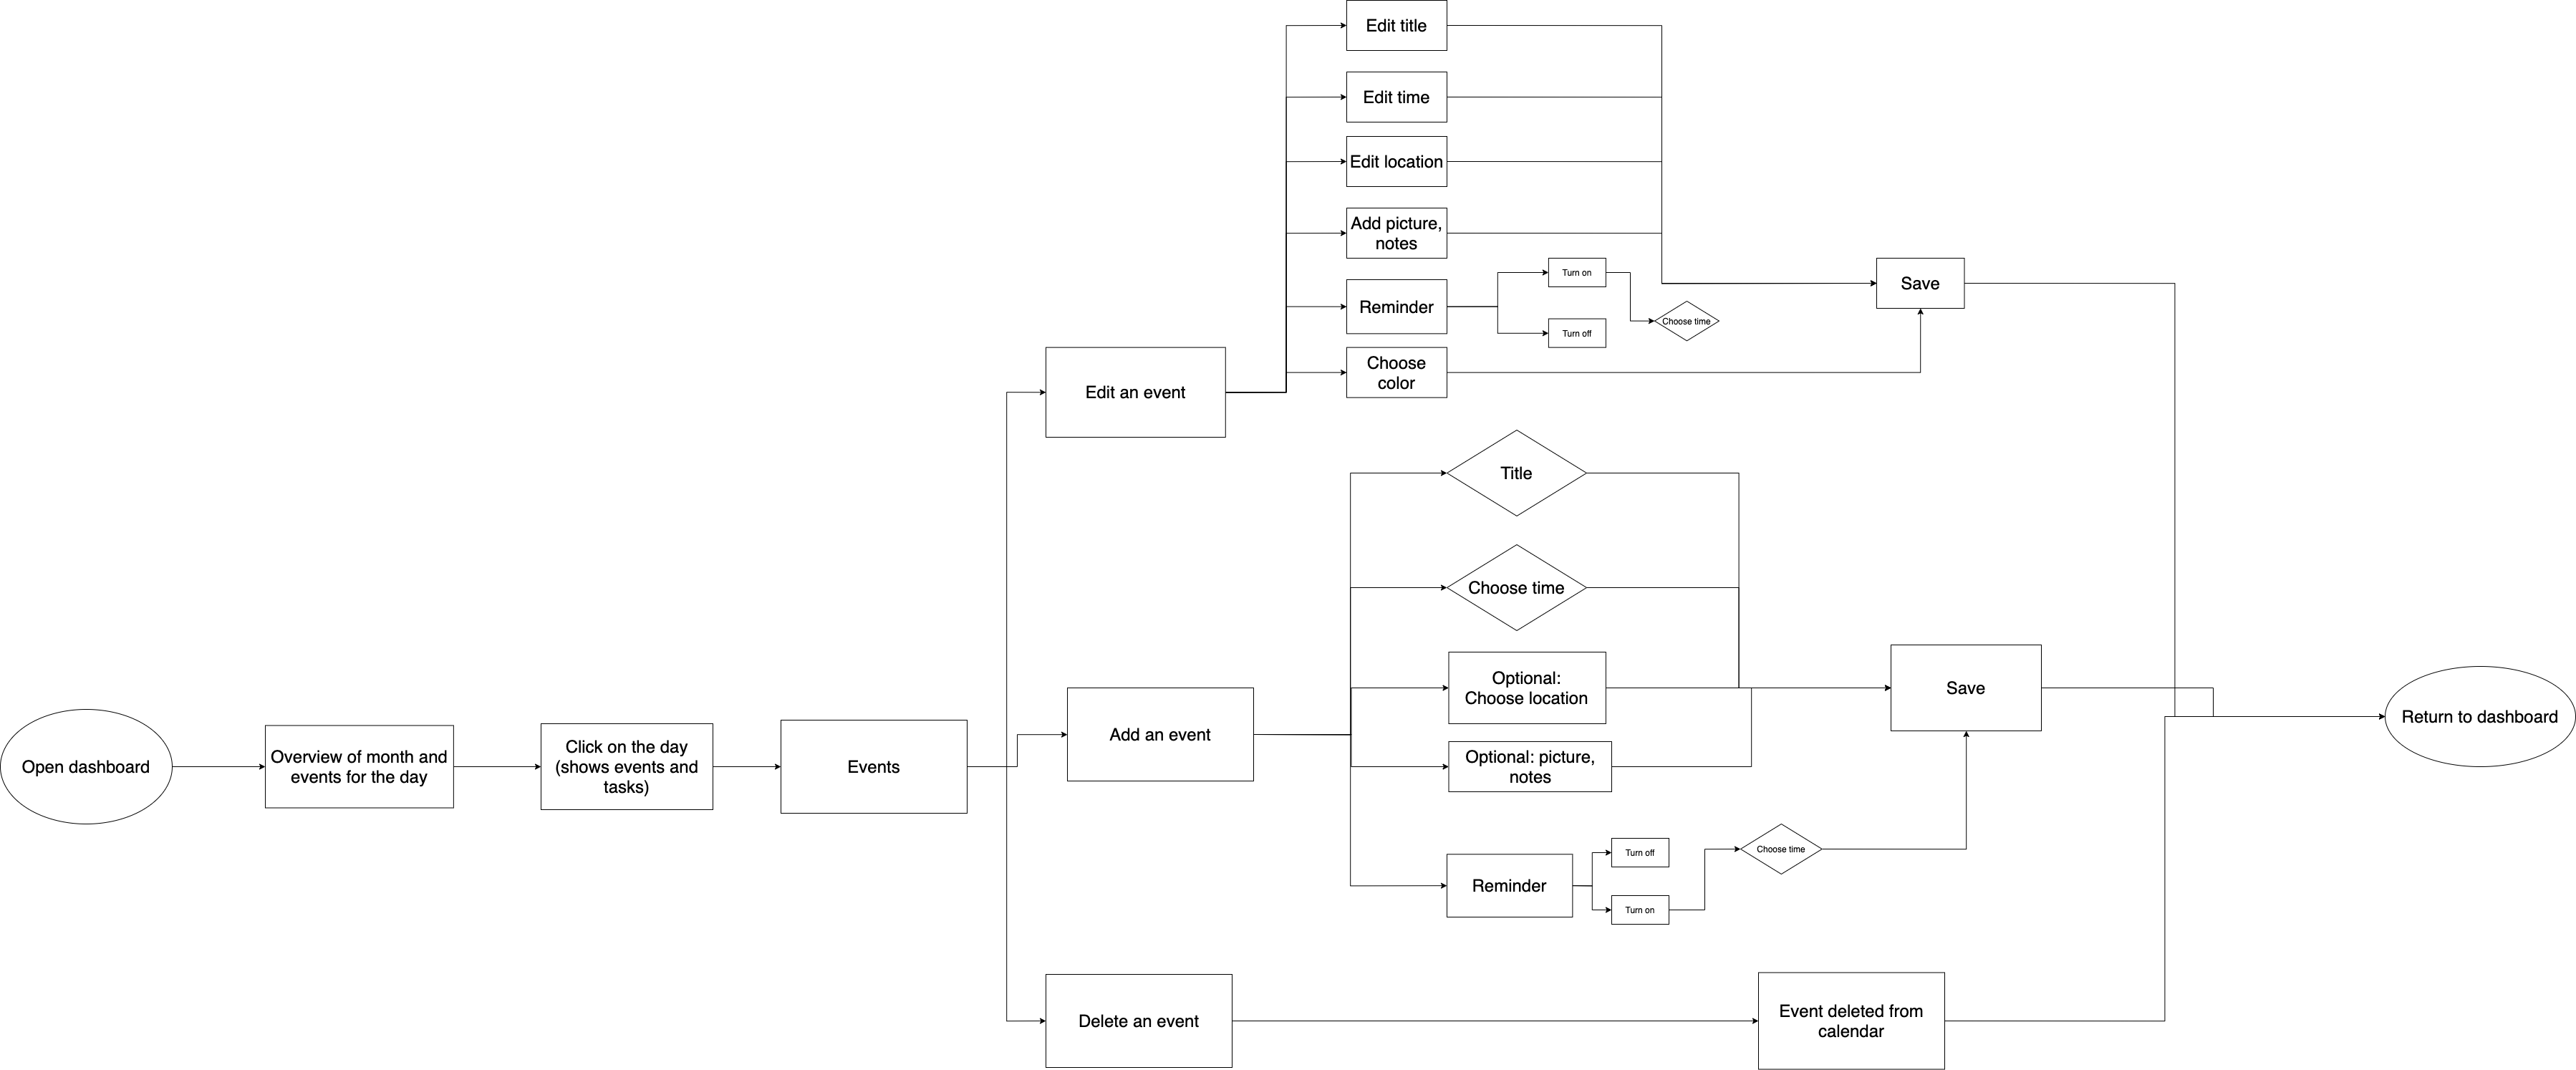 Edit title
Edit time
Edit location
Add picture,
notes
Turn on
Save
Reminder
Choose time
Turn off
Choose
color
Edit an event
Title
Choose time
Optional:
Choose location
Save
Return to dashboard
Add an event
Optional: picture,
notes
Open dashboard
Overview of month and
events for the day
Click on the day
(shows events and
tasks)
Events
Turn off
Choose time
Reminder
Turn on
Delete an event
Event deleted from
calendar